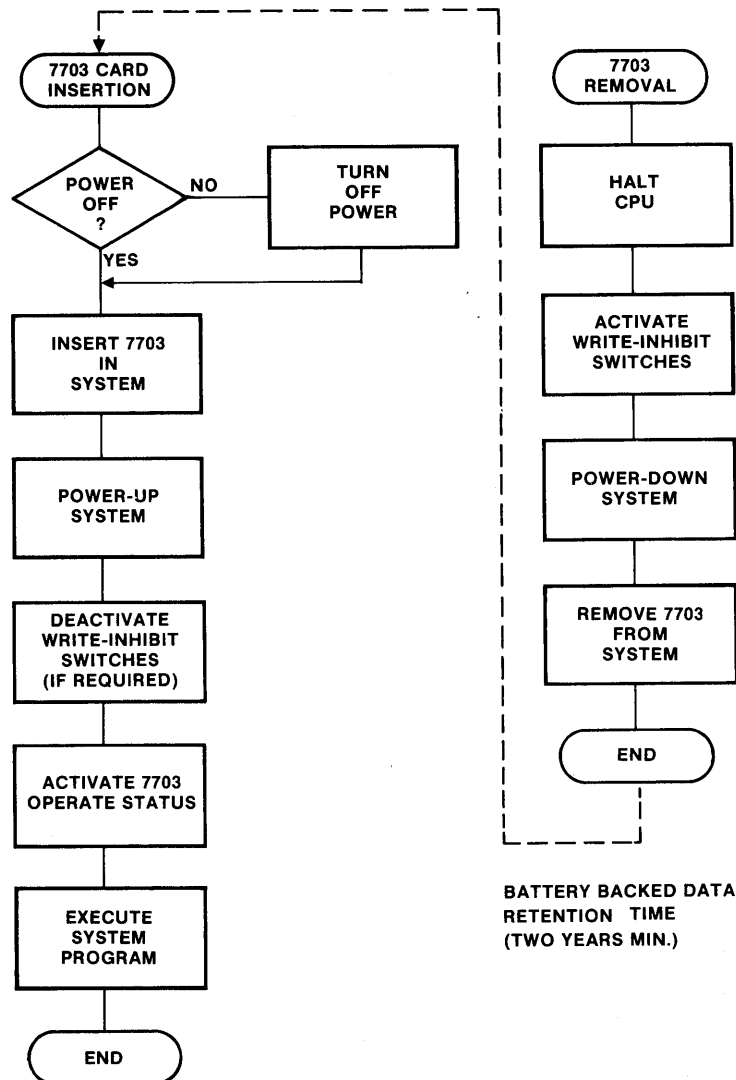 7703 CARD
INSERTION
POWER
OFF
?
NO
TURN
OFF
POWER
YES
INSERT 7703
IN
SYSTEM
POWER-UP
SYSTEM
DEACTIVATE
WRITE-INHIBIT
SWITCHES
(IF REQUIRED)
ACTIVATE 7703
OPERATE STATUS
EXECUTE
SYSTEM
PROGRAM
END
7703
REMOVAL
HALT
CPU
ACTIVATE
WRITE-INHIBIT
SWITCHES
POWER-DOWN
SYSTEM
REMOVE 7703
FROM
SYSTEM
END
BATTERY BACKED DATA
RETENTION TIME
(TWO YEARS MIN.)